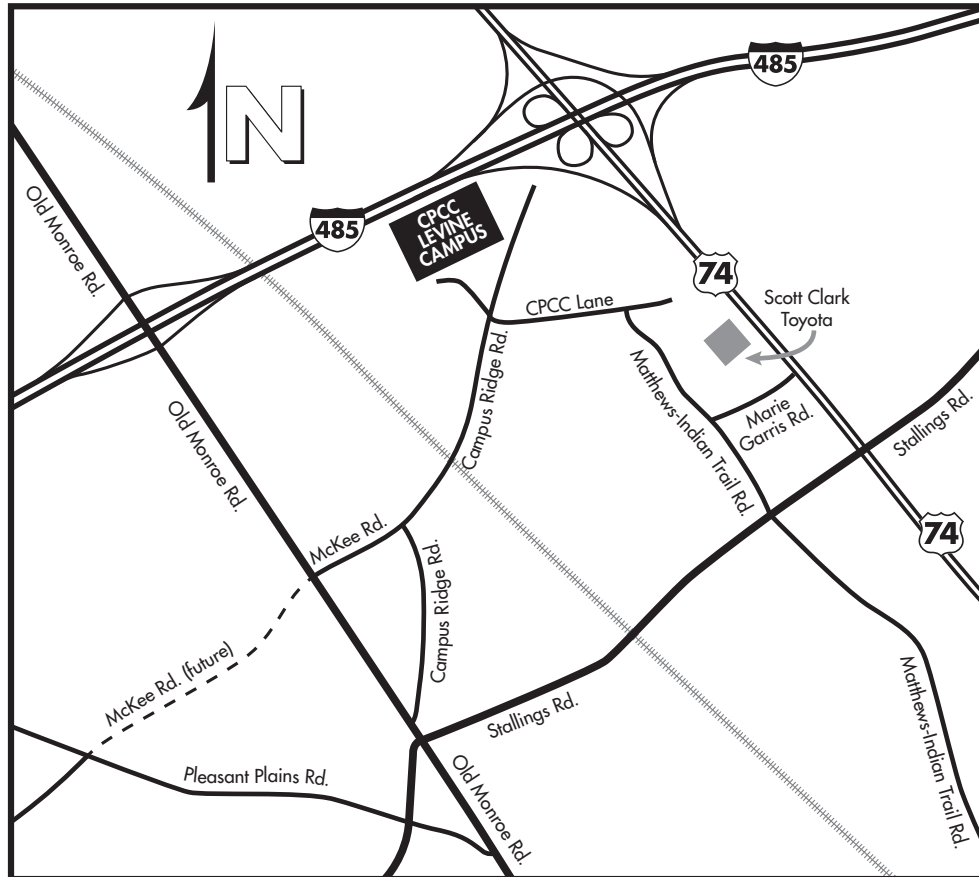 485
N
Old Monroe Rd.
485
CPCC
LEVINE
CAMPUS
74
Scott Clark
Toyota
CPCC Lane
Campus Ridge Rd.
Matthews-Indian Trail Rd.
Marie
Garris Rd.
Stallings Rd.
Old Monroe Rd.
McKee Rd.
74
Campus Ridge Rd.
McKee Rd. (future)
Stallings Rd.
Matthews-Indian Trail Rd.
Pleasant Plains Rd.
Old Monroe Rd.